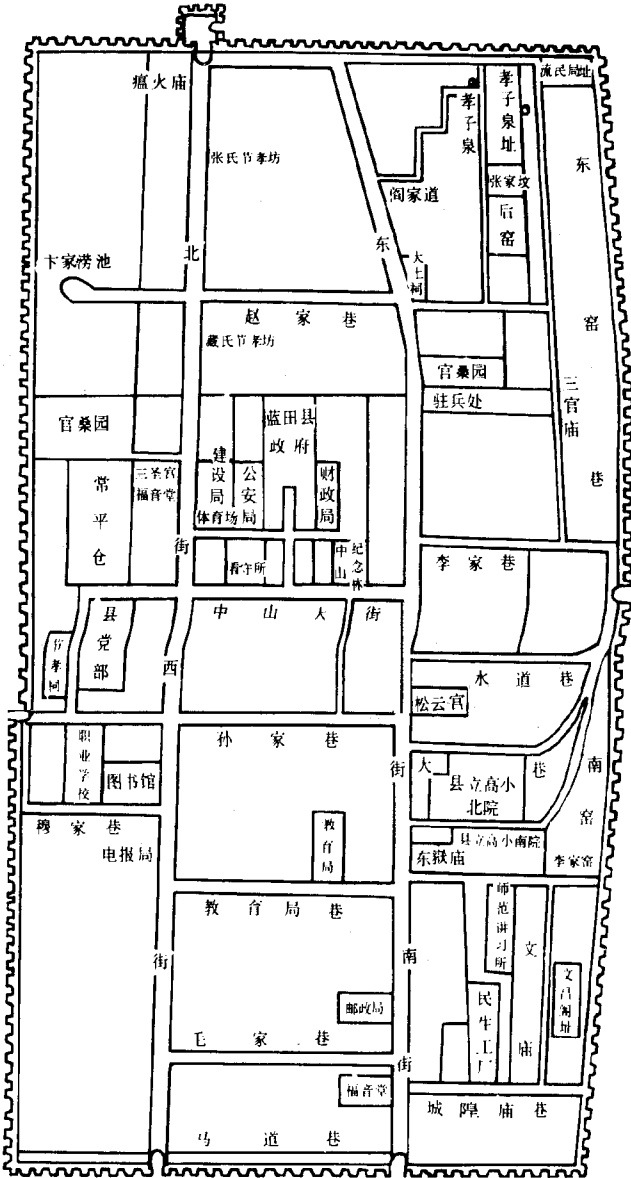 瘟火庙
流民局址
孝子泉址
孝子泉
张氏节孝坊
东窑
张家坟
阎家道
后窑
北
东
大士祠
卞家涝池
赵家巷
藏氏节孝坊
官桑园
三官庙巷
驻兵处
官桑园
蓝田县政府
建设局
公安局
财政局
三圣宫
福音堂
常平仓
体育场
街
看守所
中山
纪念林
李家巷
中山大街
县党部
节孝祠
西
水道巷
松云宫
孙家巷
街
大巷
南窑
职业学校
图书馆
县立高小北院
穆家巷
电报局
教育局
县立高小南院
东狱庙
李家窑
教育局巷
师范讲习所
文庙
文昌阁址
街
南
邮政局
民生工厂
毛家巷
街
福音堂
城隍庙巷
马道巷